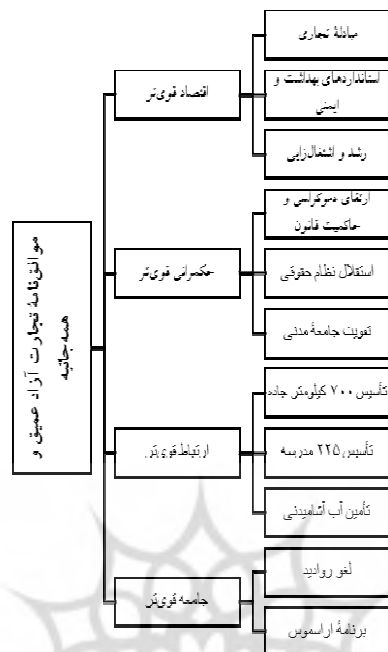 موافق‌نامهٔ تجارت آزاد عمیق و
همه جانبه
اقتصاد قوی‌تر
مبادلهٔ تجاری
استانداردهای بهداشت و
ایمنی
رشد و اشتغال‌زایی
حکمرانی قوی‌تر
ارتقای دموکراسی و
حاکمیت قانون
استقلال نظام حقوقی
تقویت جامعهٔ مدنی
ارتباط قوی‌تر
تأسیس ۷۰۰ کیلومتر جاده
تأسیس ۲۲۵ مدرسه
تأمین آب آشامیدنی
جامعه قوی‌تر
لغو روادید
برنامهٔ اراسموس